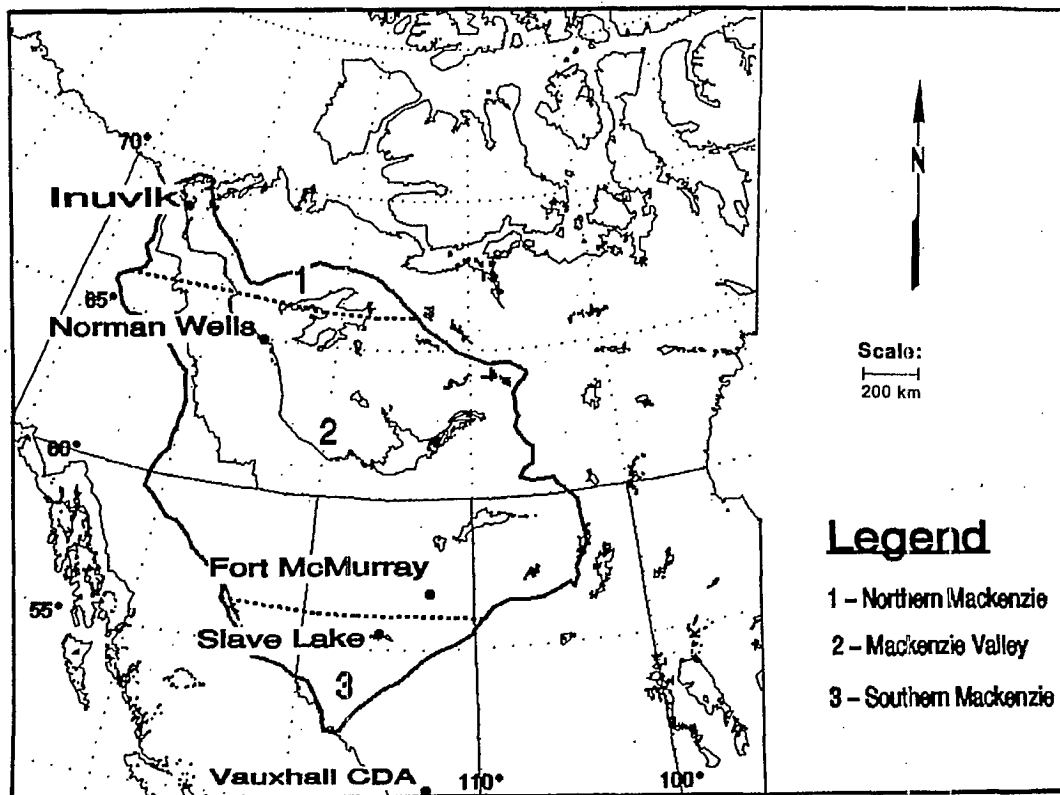 70°
Inuvik
1
65°
Norman Wells
2
60°
Fort McMurray
55°
Slave Lake
3
Vauxhall CDA
110°
100°
N
Scale:
200 km
Legend
1 – Northern Mackenzie
2 – Mackenzie Valley
3 – Southern Mackenzie